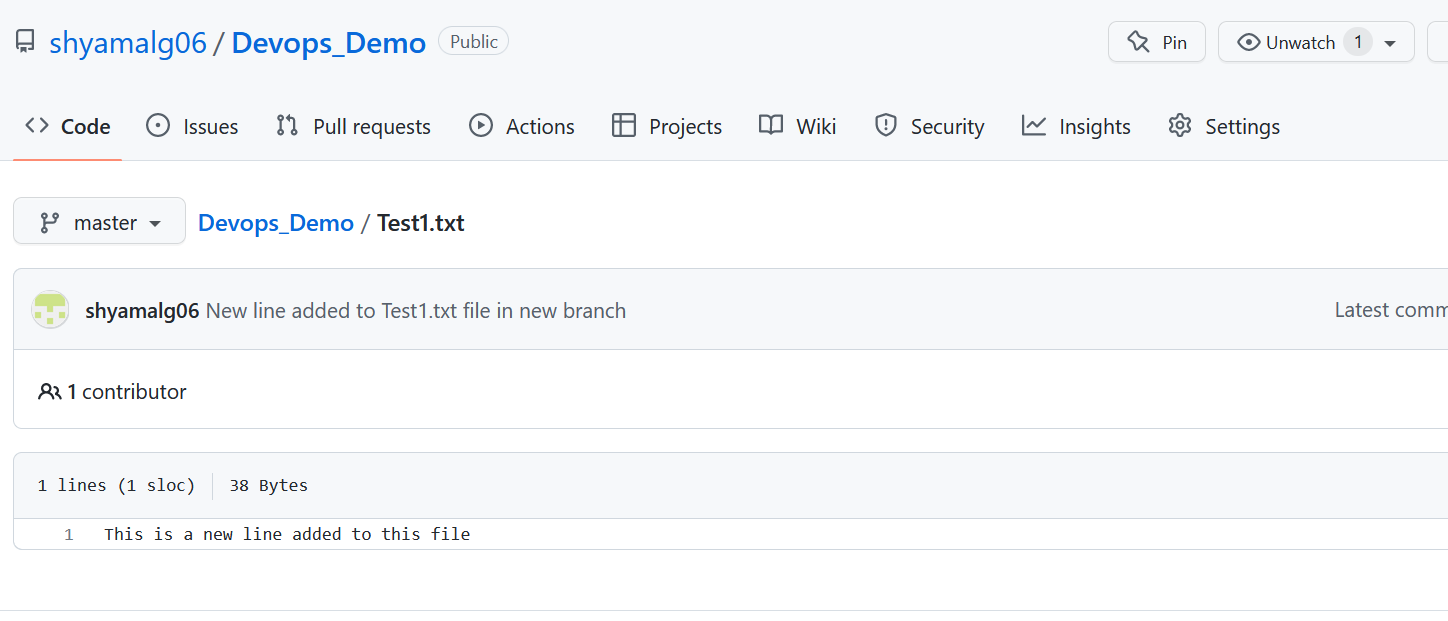 shyamalg06 / Devops_Demo Public Pin Unwatch 1
Code Issues Pull requests Actions Projects Wiki Security Insights Settings
master Devops_Demo / Test1.txt
shyamalg06 New line added to Test1.txt file in new branch Latest comm
1 contributor
1 lines (1 sloc) 38 Bytes
1 This is a new line added to this file